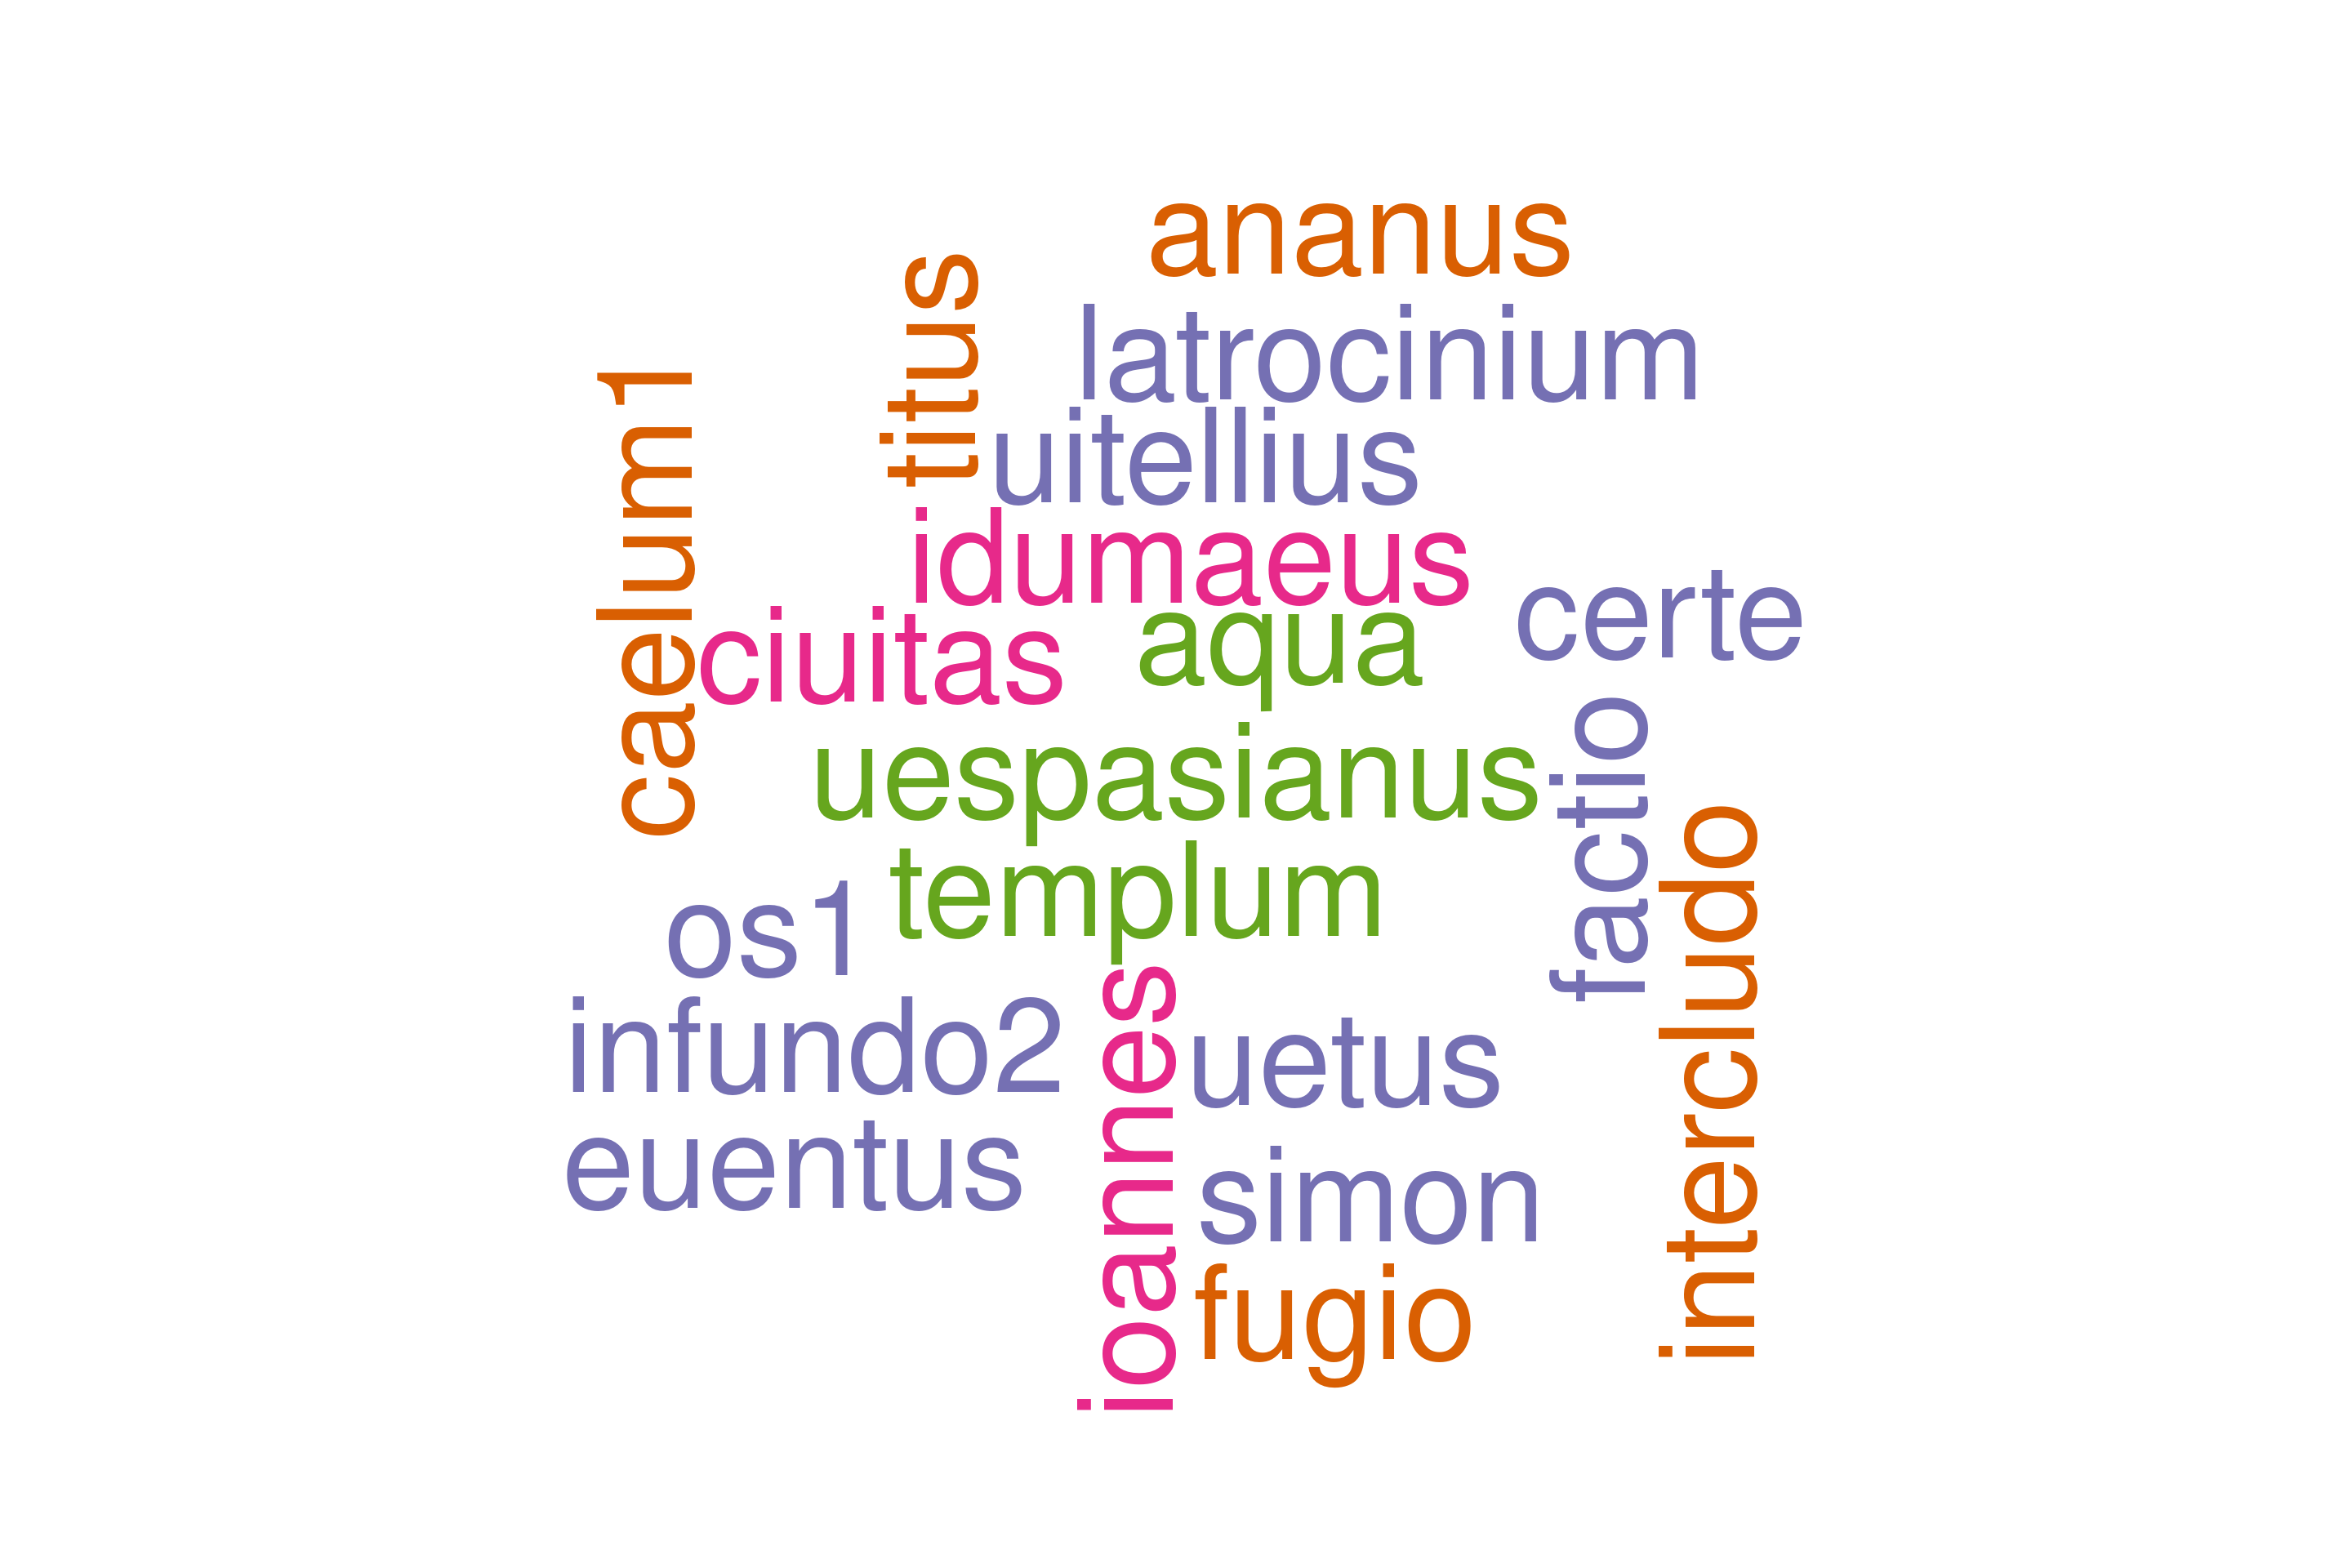 ananus
titus
latrocinium
caelum1
uitellius
idumaeus
certe
ciuitas
aqua
factio
uespasianus
intercludo
templum
os1
ioannes
infundo2
uetus
euentus
simon
fugio